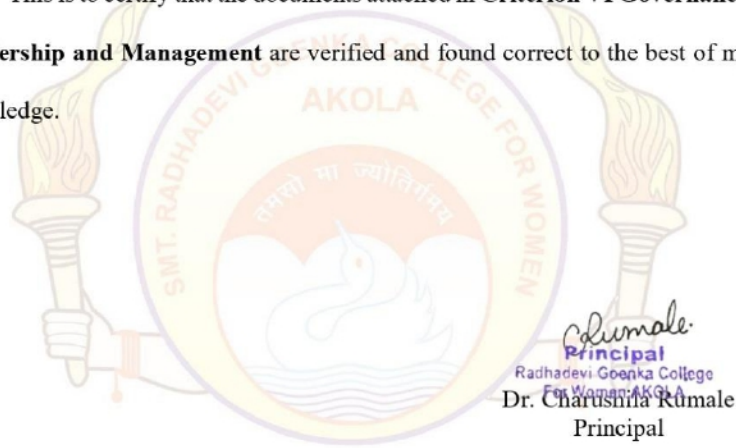 This is to certify that the documents attached in Criterion VI Governance
ership and Management are verified and found correct to the best of m
ledge.
SMT. RADHADEVI GOENKA COLLEGE FOR WOMEN
AKOLA
तमसो मा ज्योतिर्गमय
Rumale.
Principal
Radhadevi Goenka College
For Women AKOLA
Dr. Charushila Rumale
Principal